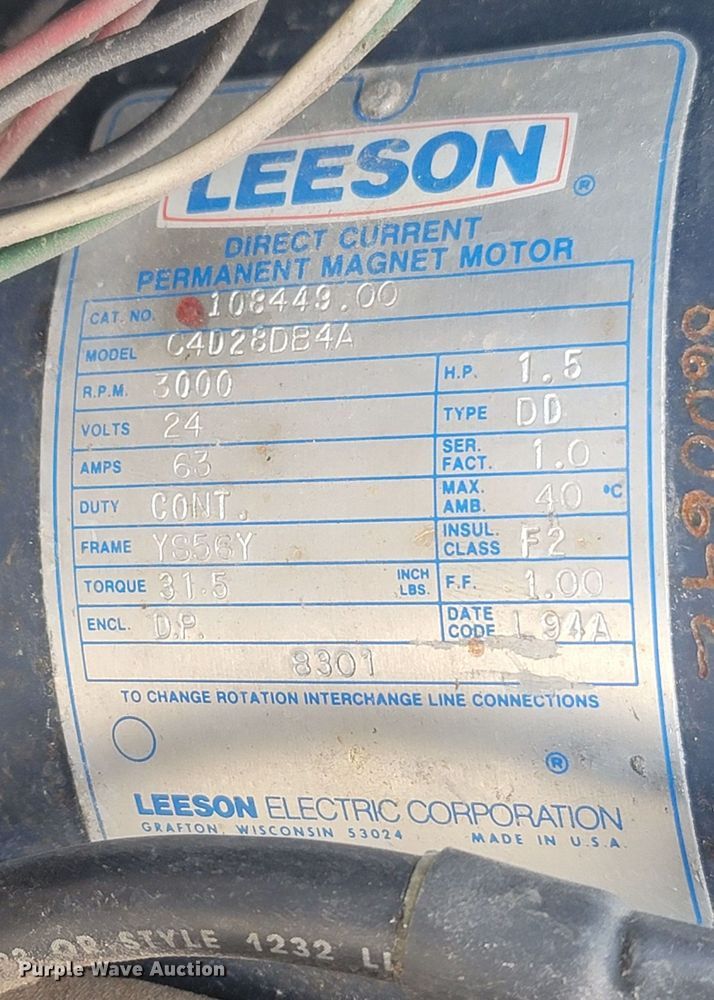 LEESON ®
DIRECT CURRENT
PERMANENT MAGNET MOTOR
CAT. NO. 108449.00
MODEL C4D28DB4A
R.P.M. 3000 H.P. 1.5
VOLTS 24 TYPE DD
AMPS 63 SER. FACT. 1.0
DUTY CONT. MAX. AMB. 40 °C
FRAME YS56Y INSUL. CLASS F2
TORQUE 31.5 INCH LBS. F.F. 1.00
ENCL. D.P. DATE CODE L94A
8301
TO CHANGE ROTATION INTERCHANGE LINE CONNECTIONS
®
LEESON ELECTRIC CORPORATION
GRAFTON, WISCONSIN 53024 MADE IN U.S.A.
OR STYLE 1232
Purple Wave Auction